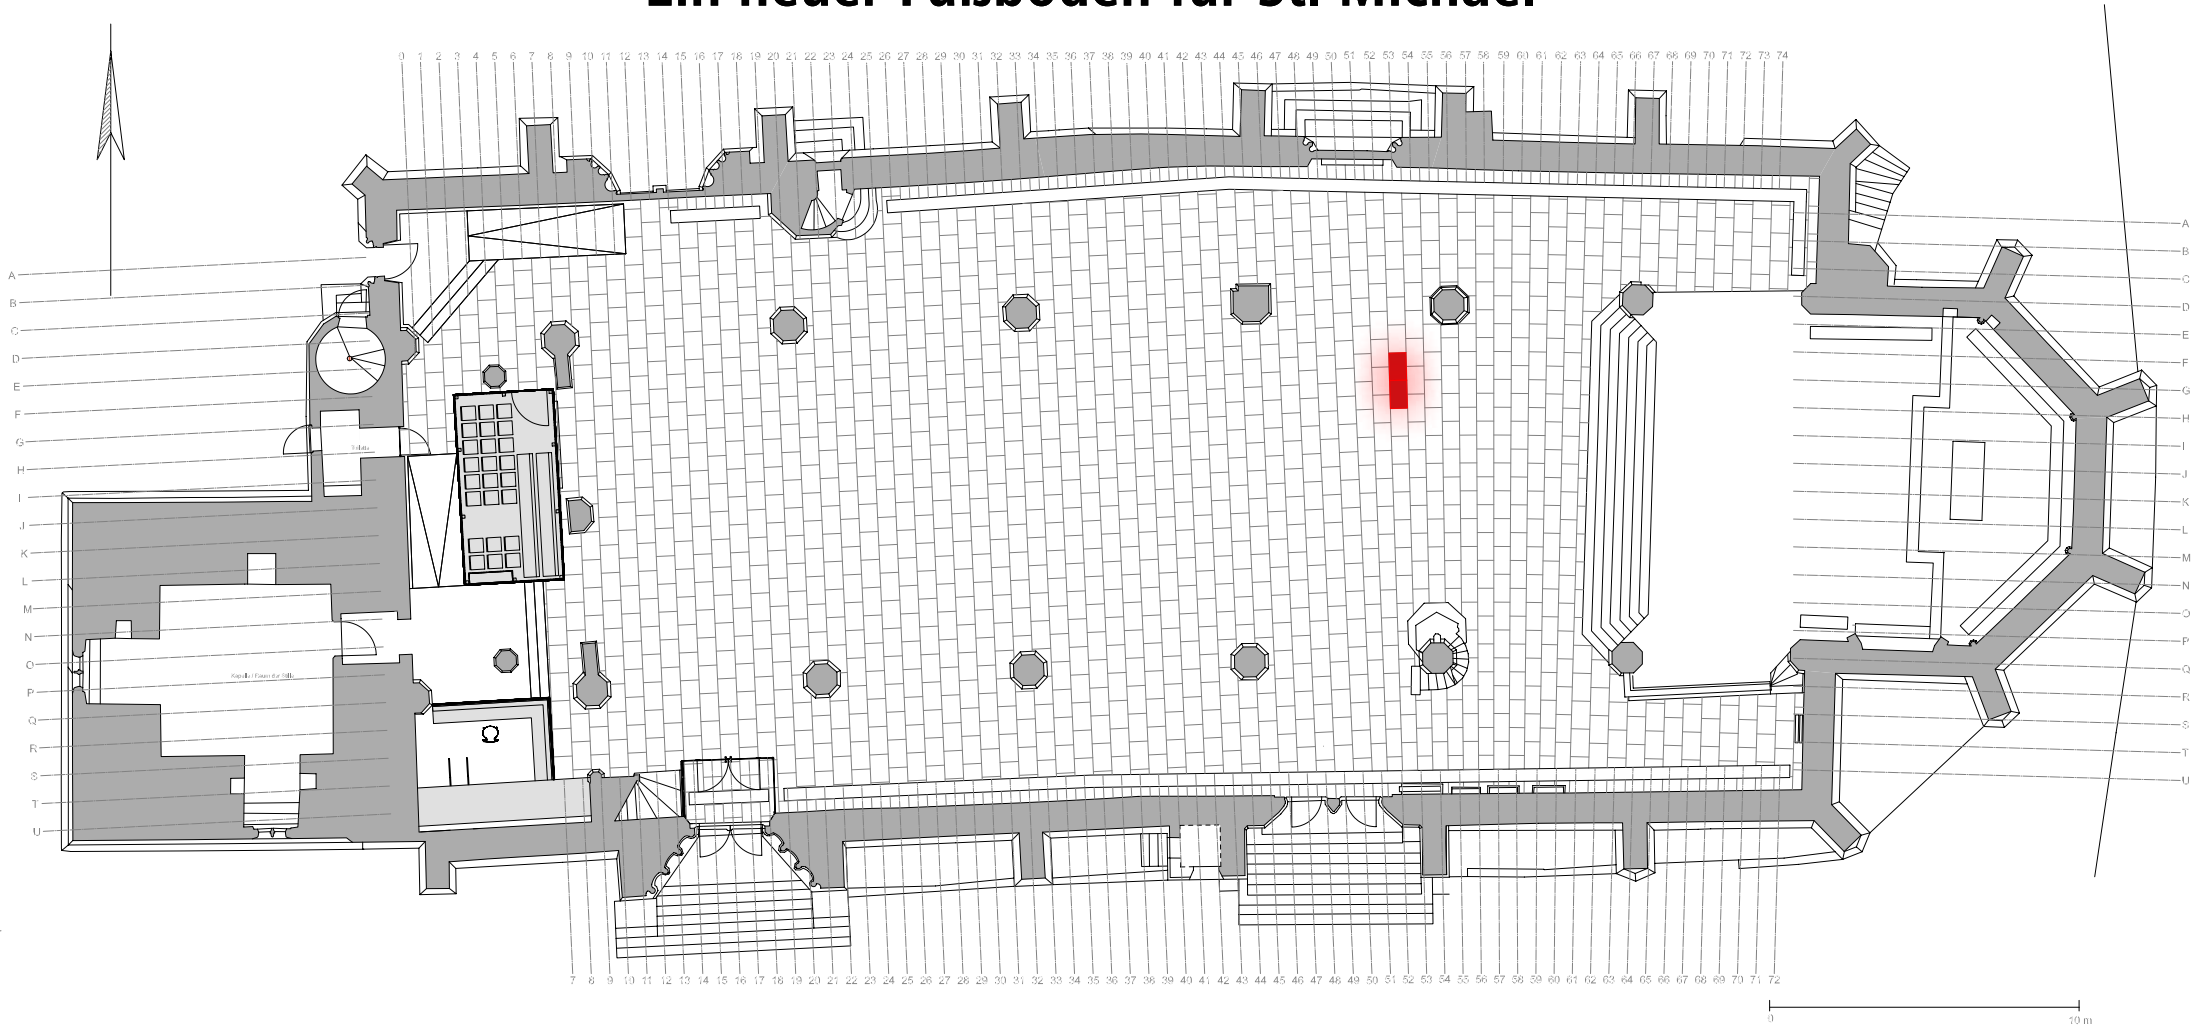 Ein neuer Fußboden für St. Michael
0 1 2 3 4 5 6 7 8 9 10 11 12 13 14 15 16 17 18 19 20 21 22 23 24 25 26 27 28 29 30 31 32 33 34 35 36 37 38 39 40 41 42 43 44 45 46 47 48 49 50 51 52 53 54 55 56 57 58 59 60 61 62 63 64 65 66 67 68 69 70 71 72 73 74
A
B
C
D
E
F
G
H
I
J
K
L
M
N
O
P
Q
R
S
T
U
Kapelle / Raum der Stille
A
B
C
D
E
F
G
H
I
J
K
L
M
N
O
P
Q
R
S
T
U
7 8 9 10 11 12 13 14 15 16 17 18 19 20 21 22 23 24 25 26 27 28 29 30 31 32 33 34 35 36 37 38 39 40 41 42 43 44 45 46 47 48 49 50 51 52 53 54 55 56 57 58 59 60 61 62 63 64 65 66 67 68 69 70 71 72
0 10 m